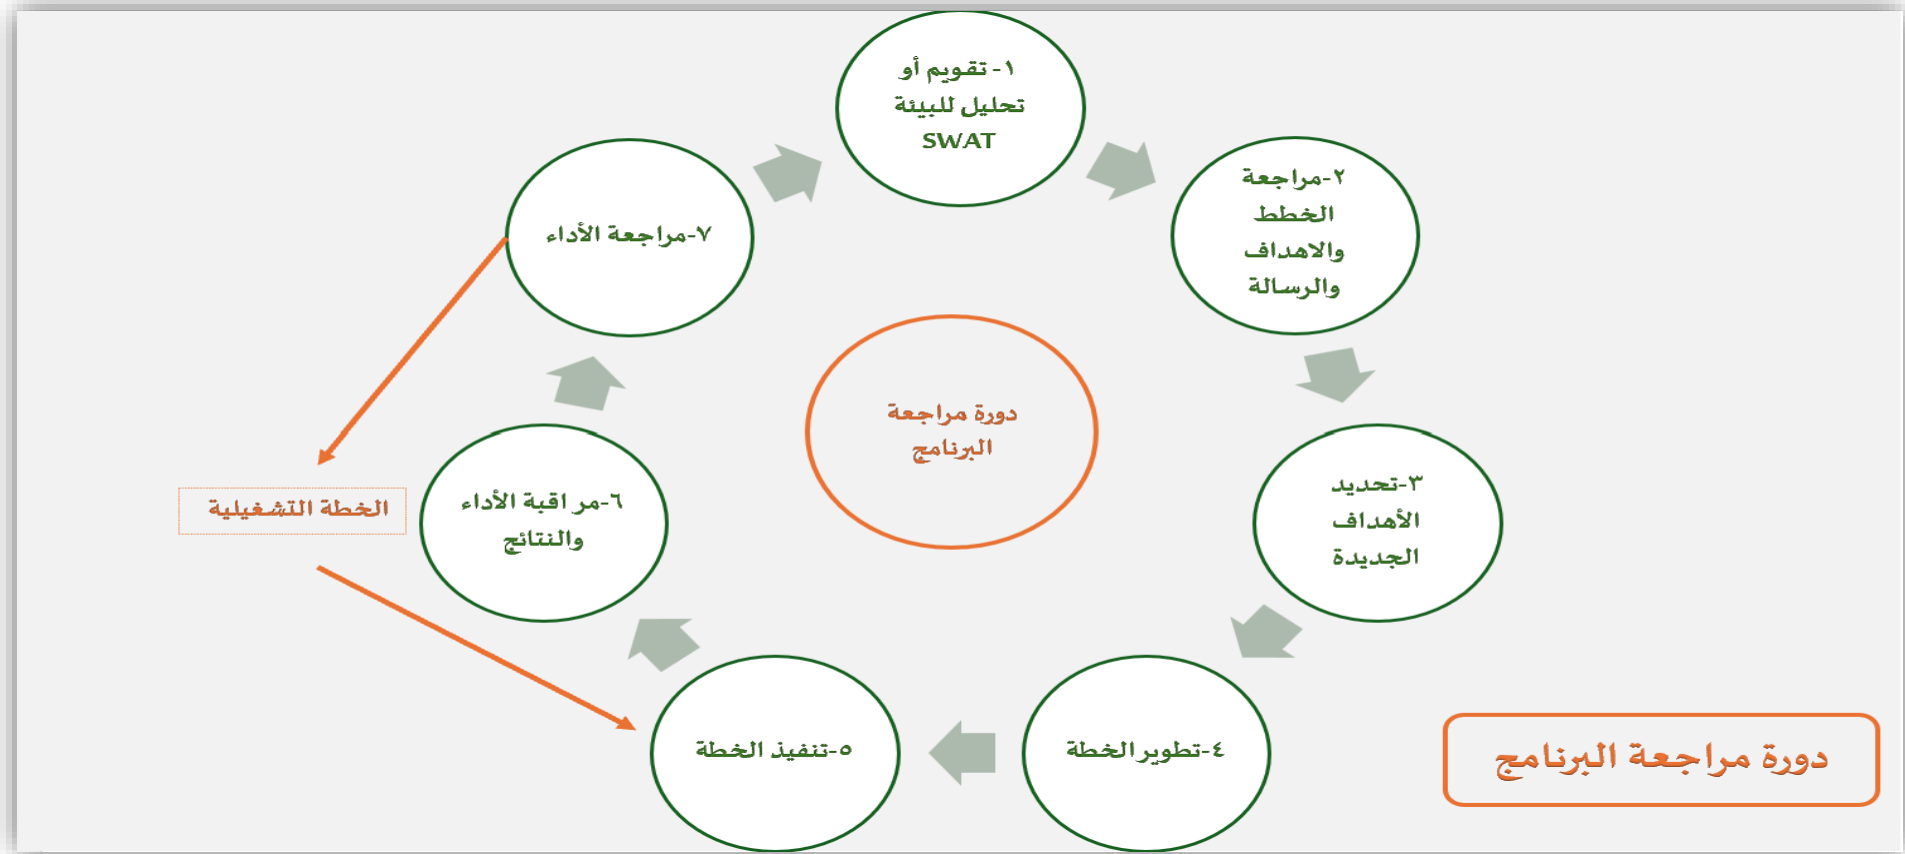 ١- تقويم أو
تحليل للبيئة
SWAT
٢-مراجعة
الخطط
والاهداف
والرسالة
٣-تحديد
الأهداف
الجديدة
٤-تطوير الخطة
٥-تنفيذ الخطة
٦-مراقبة الأداء
والنتائج
٧-مراجعة الأداء
دورة مراجعة
البرنامج
الخطة التشغيلية
دورة مراجعة البرنامج